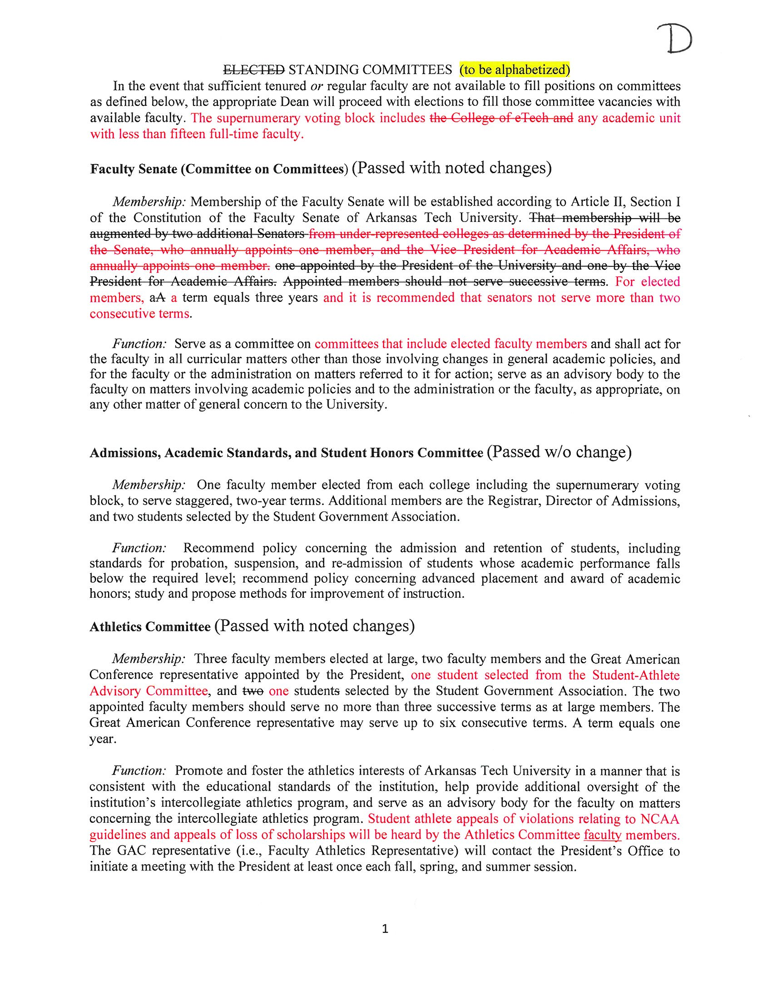 D
ELECTED STANDING COMMITTEES (to be alphabetized)
In the event that sufficient tenured or regular faculty are not available to fill positions on committees
as defined below, the appropriate Dean will proceed with elections to fill those committee vacancies with
available faculty. The supernumerary voting block includes the College of eTech and any academic unit
with less than fifteen full-time faculty.
Faculty Senate (Committee on Committees) (Passed with noted changes)
Membership: Membership of the Faculty Senate will be established according to Article II, Section I
of the Constitution of the Faculty Senate of Arkansas Tech University. That membership will be
augmented by two additional Senators from under-represented colleges as determined by the President of
the Senate, who annually appoints one member, and the Vice President for Academic Affairs, who
annually appoints one member. one appointed by the President of the University and one by the Vice
President for Academic Affairs. Appointed members should not serve successive terms. For elected
members, aA a term equals three years and it is recommended that senators not serve more than two
consecutive terms.
Function: Serve as a committee on committees that include elected faculty members and shall act for
the faculty in all curricular matters other than those involving changes in general academic policies, and
for the faculty or the administration on matters referred to it for action; serve as an advisory body to the
faculty on matters involving academic policies and to the administration or the faculty, as appropriate, on
any other matter of general concern to the University.
Admissions, Academic Standards, and Student Honors Committee (Passed w/o change)
Membership: One faculty member elected from each college including the supernumerary voting
block, to serve staggered, two-year terms. Additional members are the Registrar, Director of Admissions,
and two students selected by the Student Government Association.
Function: Recommend policy concerning the admission and retention of students, including
standards for probation, suspension, and re-admission of students whose academic performance falls
below the required level; recommend policy concerning advanced placement and award of academic
honors; study and propose methods for improvement of instruction.
Athletics Committee (Passed with noted changes)
Membership: Three faculty members elected at large, two faculty members and the Great American
Conference representative appointed by the President, one student selected from the Student-Athlete
Advisory Committee, and two one students selected by the Student Government Association. The two
appointed faculty members should serve no more than three successive terms as at large members. The
Great American Conference representative may serve up to six consecutive terms. A term equals one
year.
Function: Promote and foster the athletics interests of Arkansas Tech University in a manner that is
consistent with the educational standards of the institution, help provide additional oversight of the
institution's intercollegiate athletics program, and serve as an advisory body for the faculty on matters
concerning the intercollegiate athletics program. Student athlete appeals of violations relating to NCAA
guidelines and appeals of loss of scholarships will be heard by the Athletics Committee faculty members.
The GAC representative (i.e., Faculty Athletics Representative) will contact the President's Office to
initiate a meeting with the President at least once each fall, spring, and summer session.
1